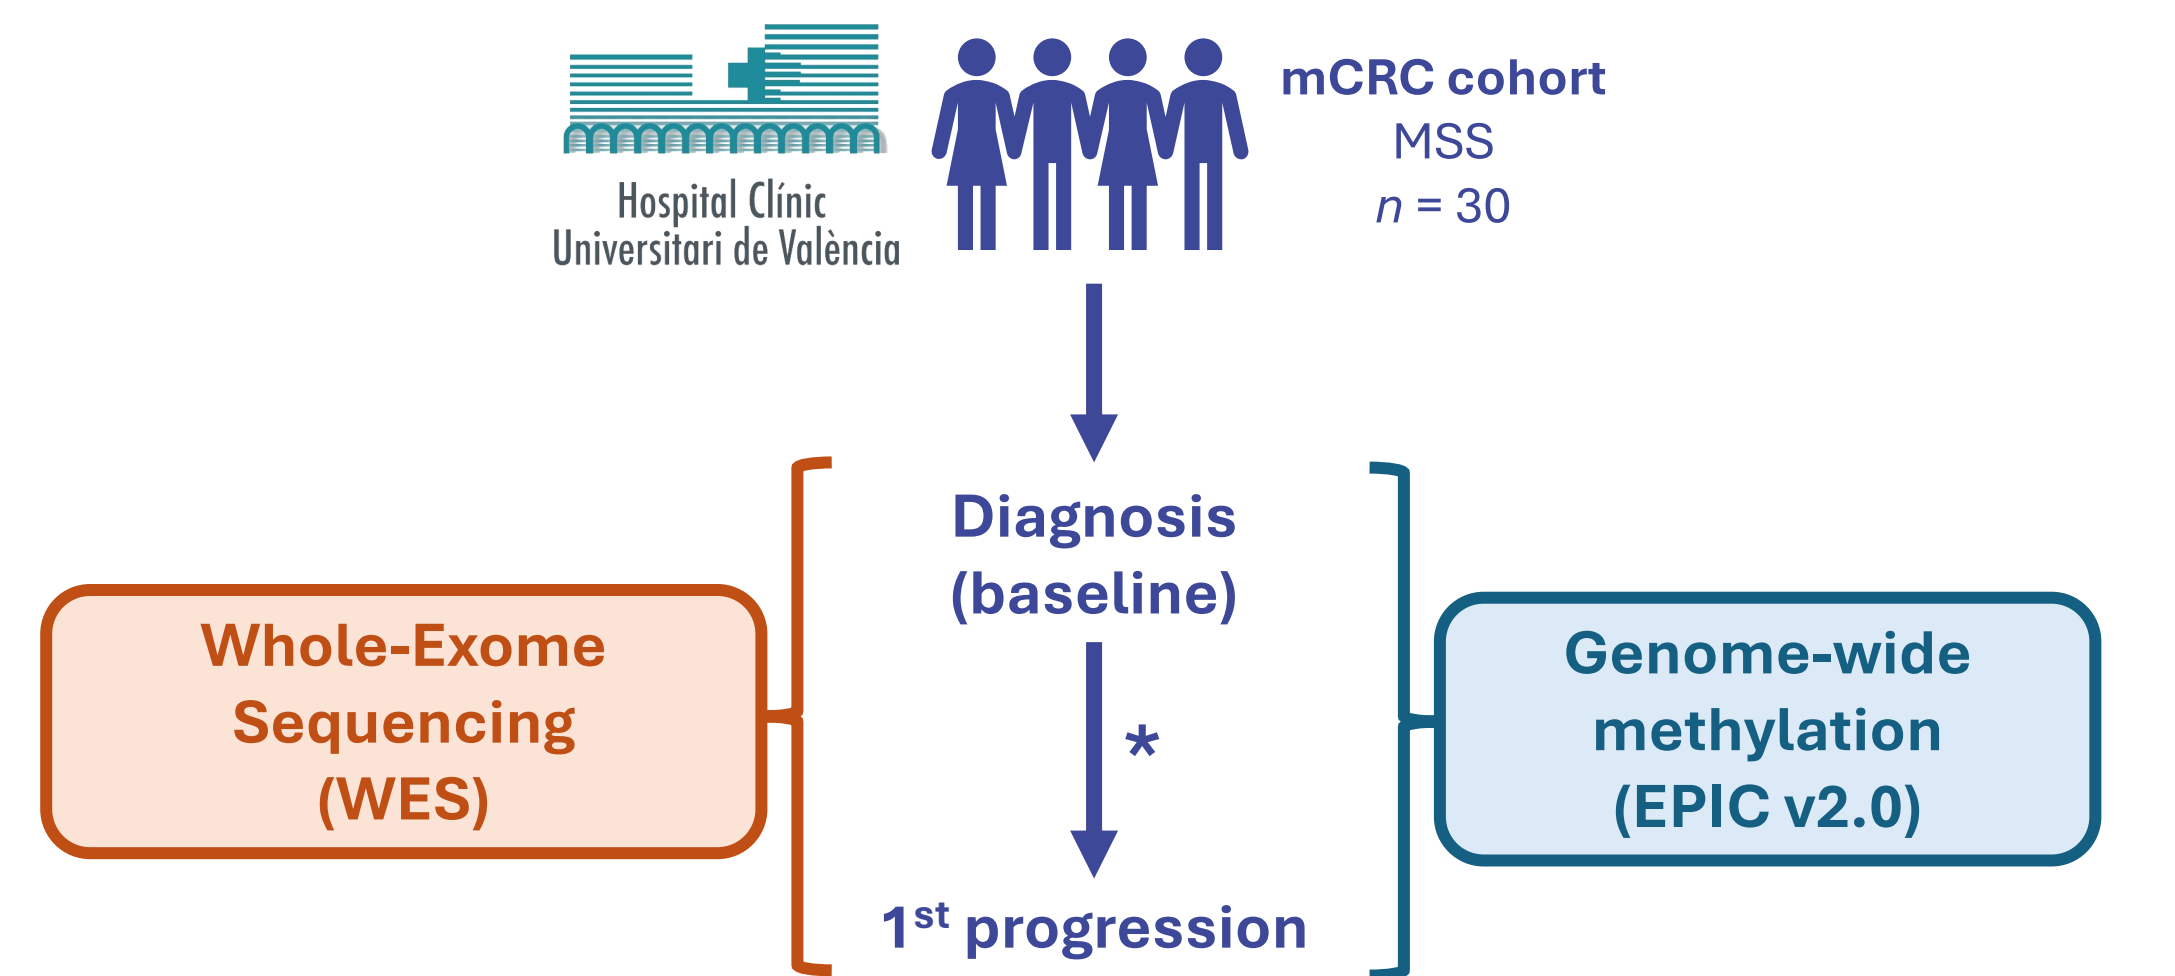 Hospital Clínic
Universitari de València
mCRC cohort
MSS
n = 30
Diagnosis
(baseline)
*
1st progression
Whole-Exome
Sequencing
(WES)
Genome-wide
methylation
(EPIC v2.0)